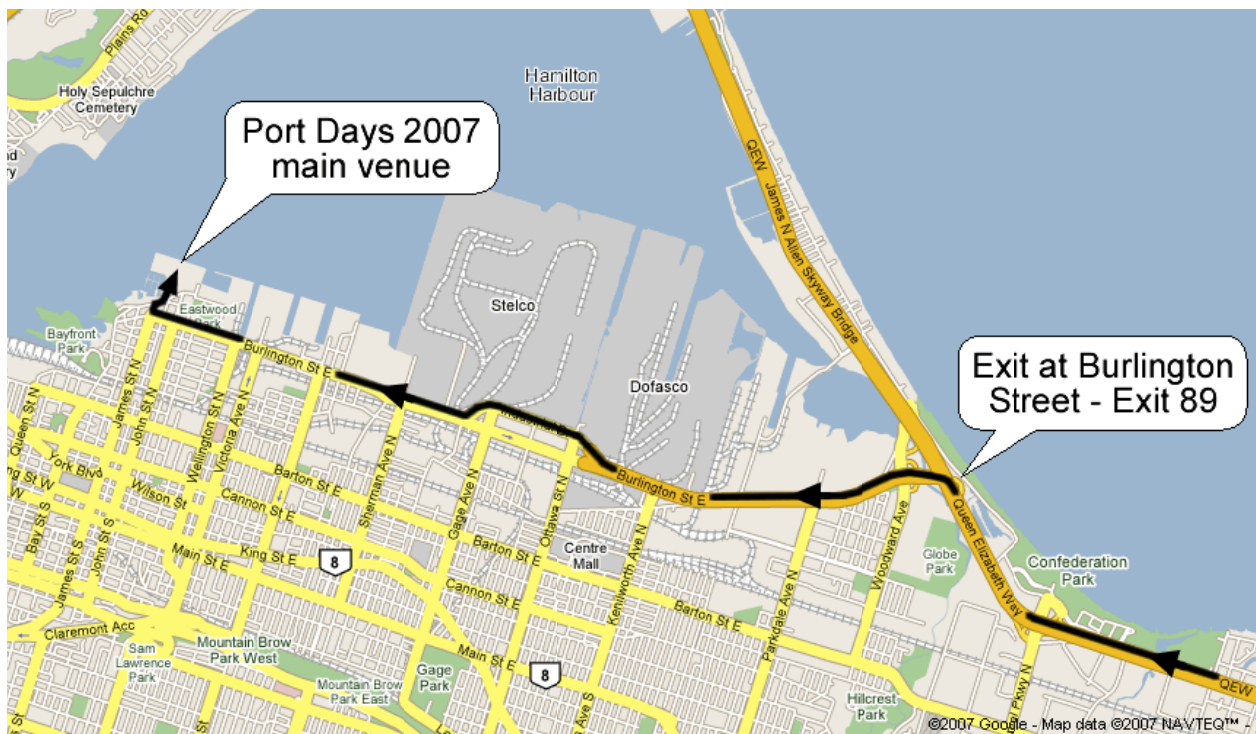 Plains Rd
Holy Sepulchre
Cemetery
Hamilton
Harbour
Port Days 2007
main venue
QEW
James N Allen Skyway Bridge
Stelco
Dofasco
Exit at Burlington
Street - Exit 89
Eastwood
Bayfront
Park
Burlington St E
Burlington St E
James St N
John St N
Queen St N
Wellington St N
Victoria Ave N
York Blvd
Wilson St
Barton St E
Cannon St E
Sherman Ave N
Gage Ave N
Ottawa St N
Centre
Mall
Kenilworth Ave N
Parkdale Ave N
Woodward Ave
Queen Elizabeth Way
Globe
Park
Confederation
Park
King St W
Bay St S
John St S
James St S
Main St E
King St E
8
Barton St E
Cannon St E
Barton St E
Main St E
8
Claremont Acc
Sam
Lawrence
Park
Mountain Brow
Park West
Mountain Brow
Park East
Gage
Park
Hillcrest
Park
QEW
©2007 Google - Map data ©2007 NAVTEQ™ -